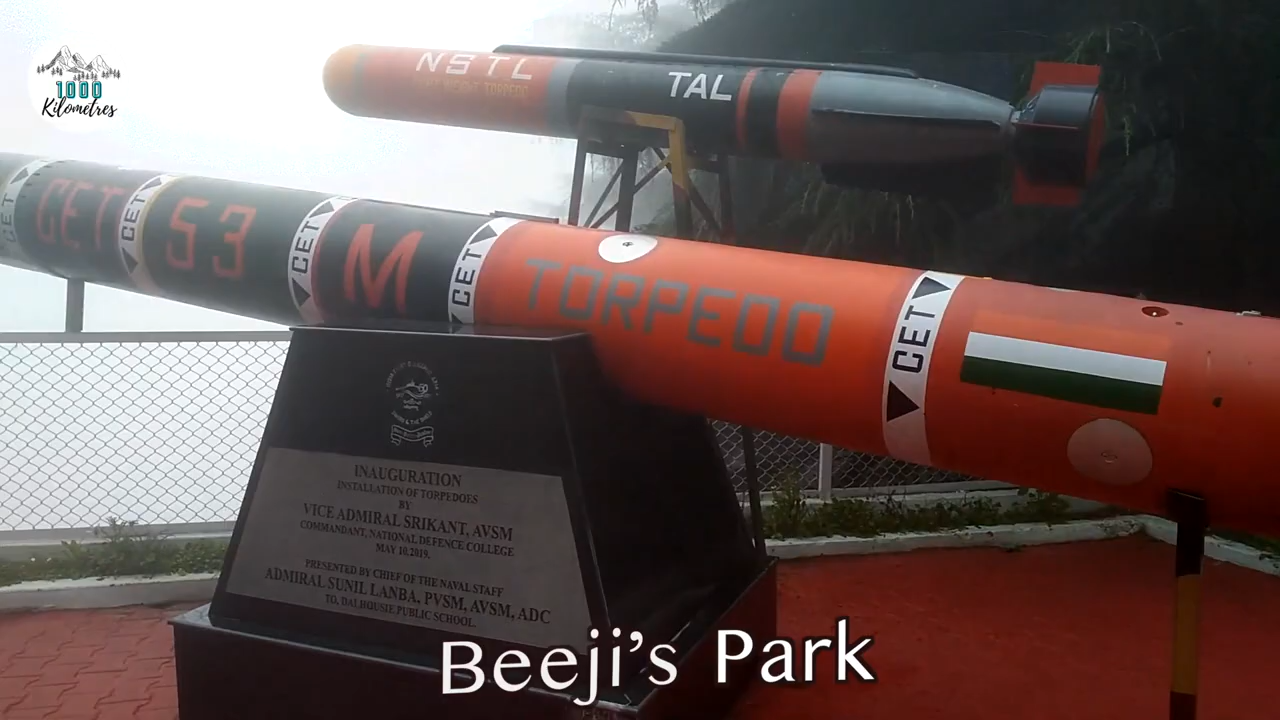 1000
Kilometres
NSTL
TAL
CET
CET
CET
53
CET
M
CET
TORPEDO
CET
INAUGURATION
INSTALLATION OF TORPEDOES
BY
VICE ADMIRAL SRIKANT, AVSM
COMMANDANT, NATIONAL DEFENCE COLLEGE
MAY 10,2019.
PRESENTED BY CHIEF OF THE NAVAL STAFF
ADMIRAL SUNIL LANBA, PVSM, AVSM, ADC
TO, DALHOUSIE PUBLIC SCHOOL.
Beeji's Park